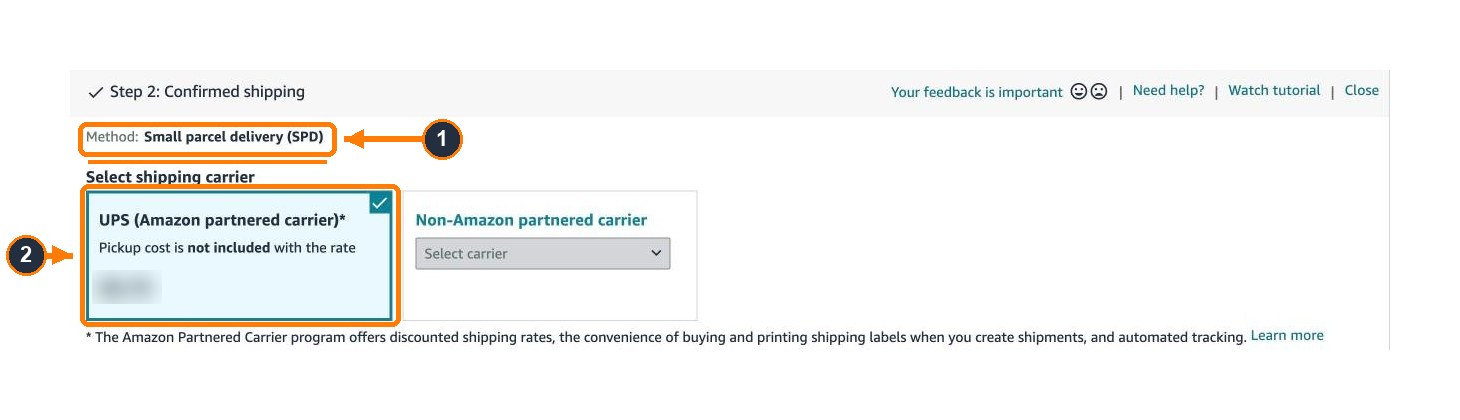 ✓ Step 2: Confirmed shipping
Your feedback is important | Need help? | Watch tutorial | Close
Method: Small parcel delivery (SPD)
1
Select shipping carrier
UPS (Amazon partnered carrier)*
Pickup cost is not included with the rate
2
Non-Amazon partnered carrier
Select carrier
* The Amazon Partnered Carrier program offers discounted shipping rates, the convenience of buying and printing shipping labels when you create shipments, and automated tracking. Learn more